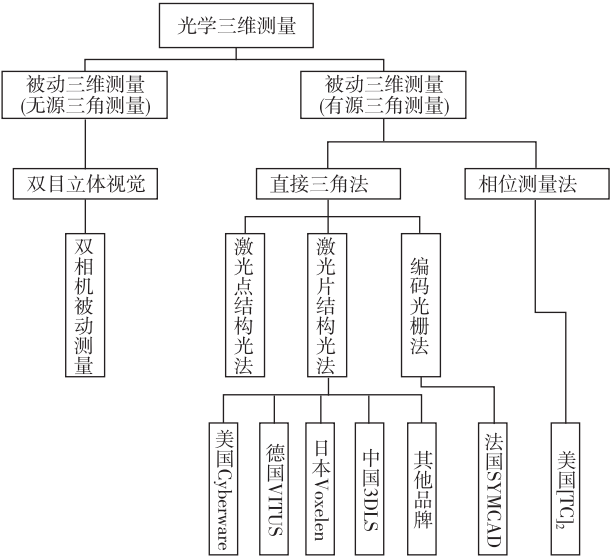 光学三维测量
被动三维测量
(无源三角测量)
被动三维测量
(有源三角测量)
双目立体视觉
直接三角法
相位测量法
双相机被动测量
激光点结构光法
激光片结构光法
编码光栅法
美国Cyberware
德国VITUS
日本Voxelen
中国3DLS
其他品牌
法国SYMCAD
美国[TC]₂